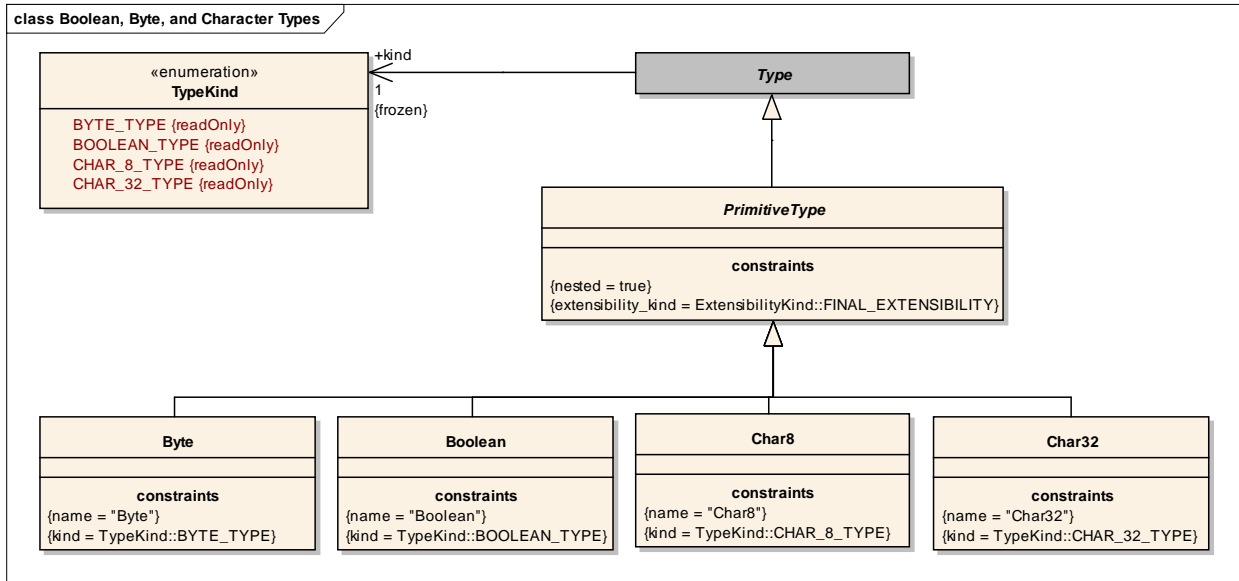 class Boolean, Byte, and Character Types
«enumeration»
TypeKind
BYTE_TYPE {readOnly}
BOOLEAN_TYPE {readOnly}
CHAR_8_TYPE {readOnly}
CHAR_32_TYPE {readOnly}
+kind
1
{frozen}
Type
PrimitiveType
constraints
{nested = true}
{extensibility_kind = ExtensibilityKind::FINAL_EXTENSIBILITY}
Byte
constraints
{name = "Byte"}
{kind = TypeKind::BYTE_TYPE}
Boolean
constraints
{name = "Boolean"}
{kind = TypeKind::BOOLEAN_TYPE}
Char8
constraints
{name = "Char8"}
{kind = TypeKind::CHAR_8_TYPE}
Char32
constraints
{name = "Char32"}
{kind = TypeKind::CHAR_32_TYPE}